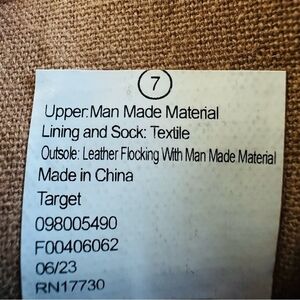 7
Upper:Man Made Material
Lining and Sock: Textile
Outsole: Leather Flocking With Man Made Material
Made in China
Target
098005490
F00406062
06/23
RN17730